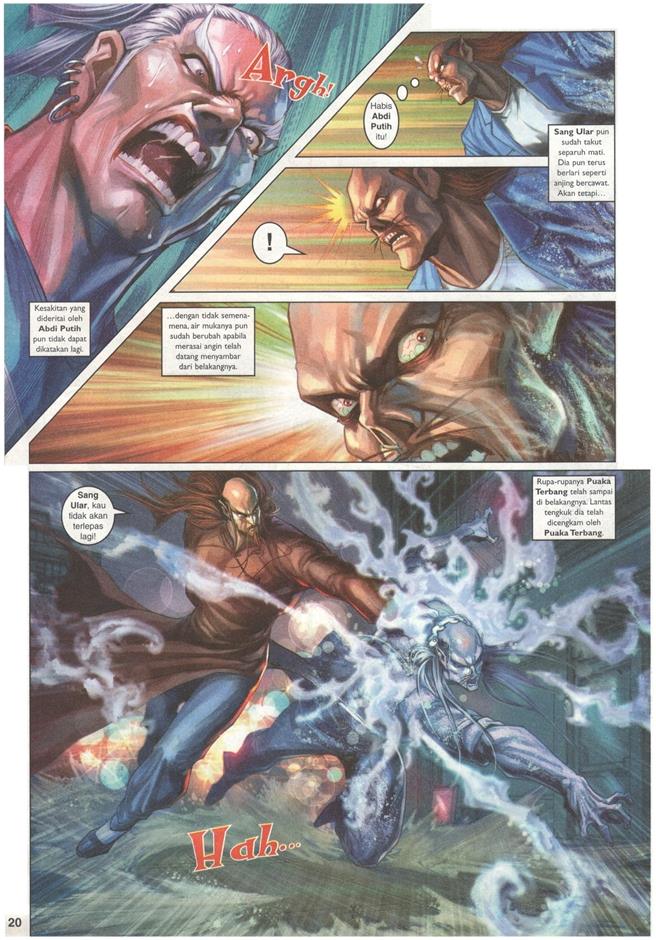 Argh!
Kesakitan yang
dideritai oleh
Abdi Putih
pun tidak dapat
dikatakan lagi.
Habis
Abdi
Putih
itu!
Sang Ular pun
sudah takut
separuh mati.
Dia pun terus
berlari seperti
anjing bercawat.
Akan tetapi...
!
...dengan tidak semena-
mena, air mukanya pun
sudah berubah apabila
merasai angin telah
datang menyambar
dari belakangnya.
Sang
Ular, kau
tidak akan
terlepas
lagi!
Rupa-rupanya Puaka
Terbang telah sampai
di belakangnya. Lantas
tengkuk dia telah
dicengkam oleh
Puaka Terbang.
Hah...
20